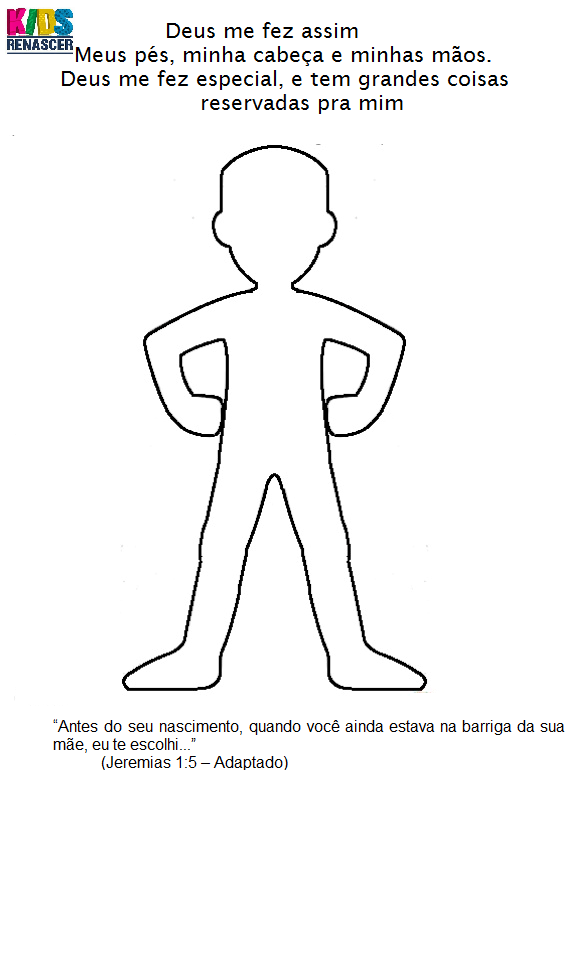 KIDS
RENASCER
Deus me fez assim
Meus pés, minha cabeça e minhas mãos.
Deus me fez especial, e tem grandes coisas
reservadas pra mim
“Antes do seu nascimento, quando você ainda estava na barriga da sua
mãe, eu te escolhi...”
(Jeremias 1:5 – Adaptado)